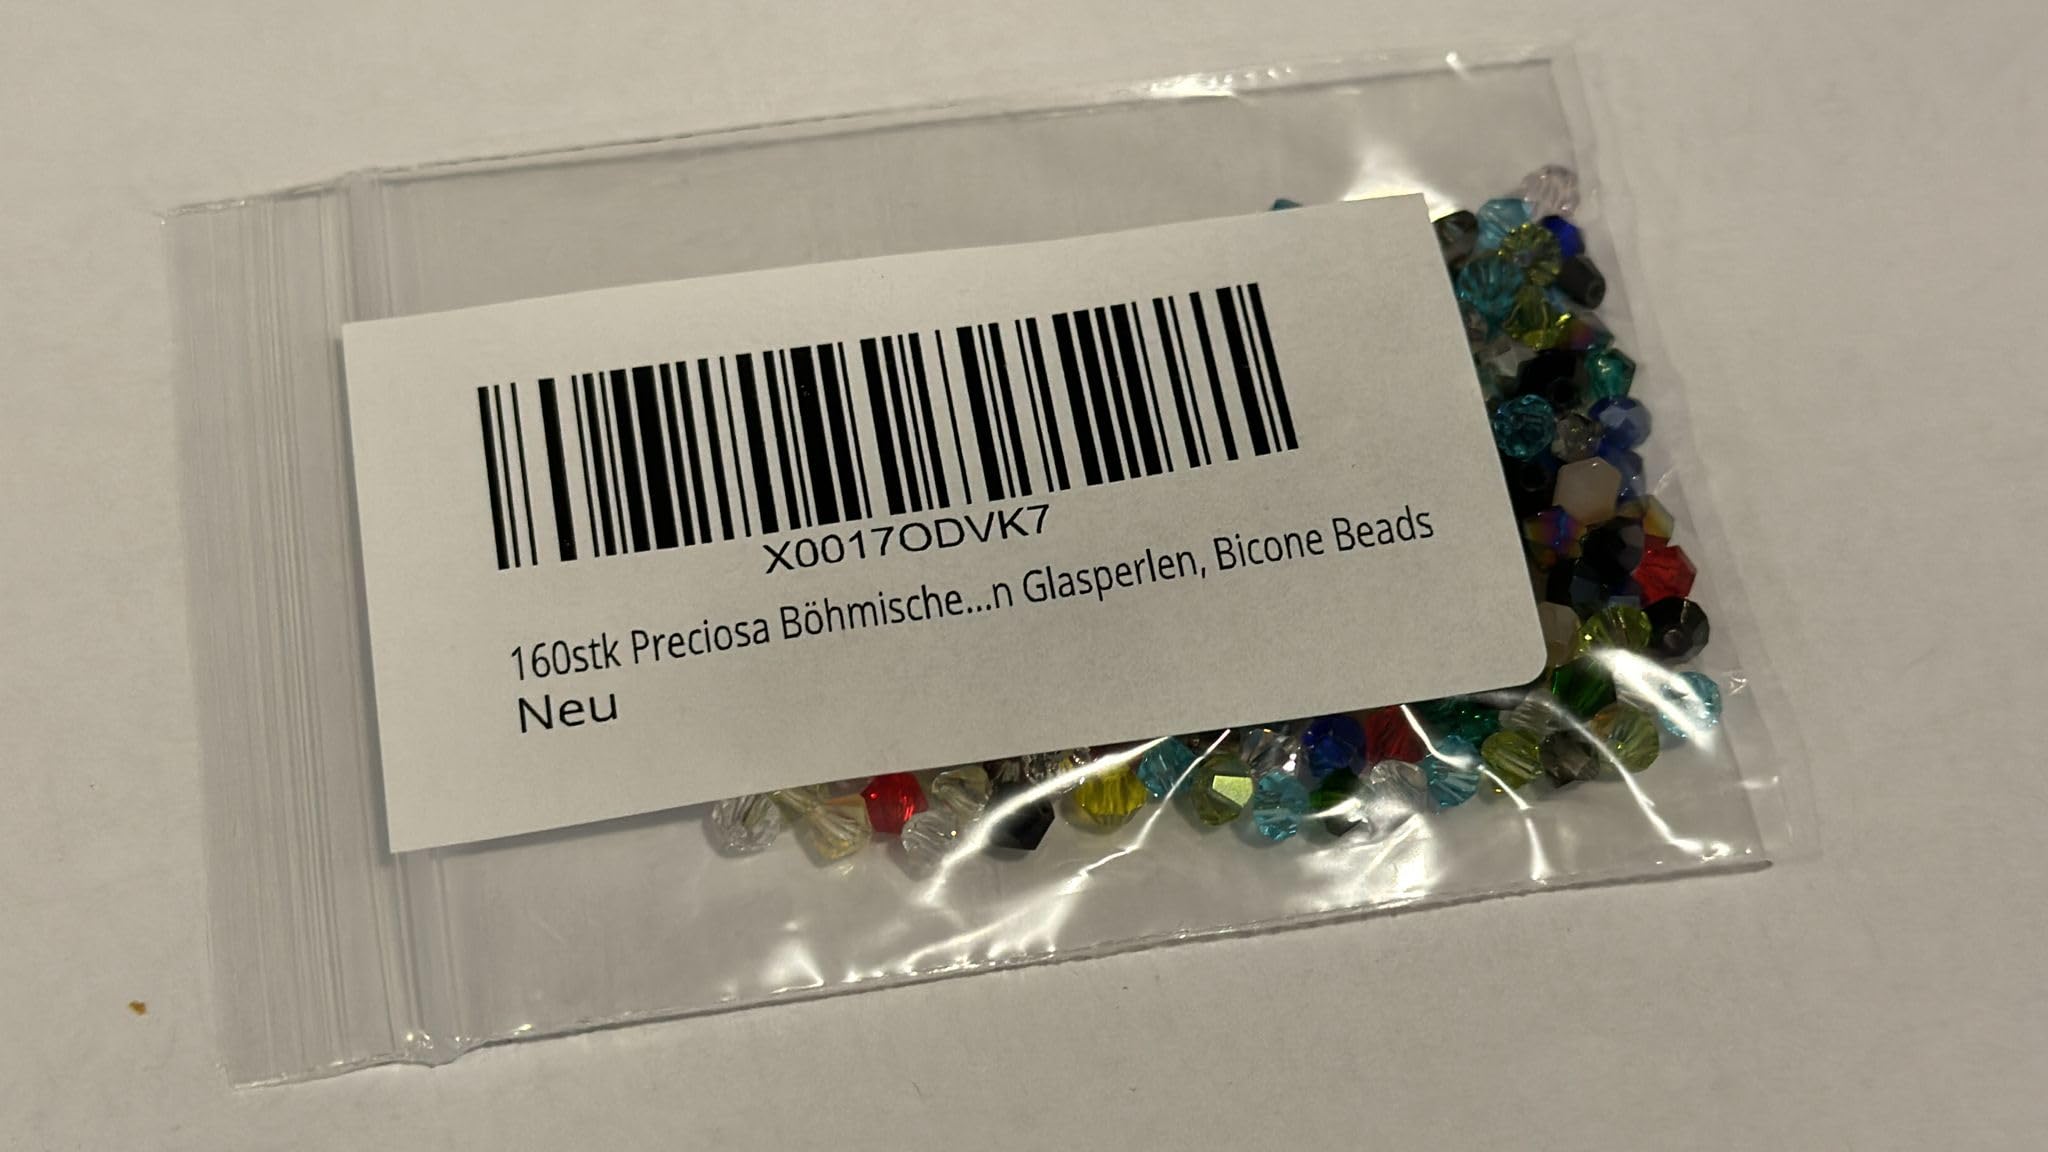 X0017ODVK7
160stk Preciosa Böhmische...n Glasperlen, Bicone Beads
Neu